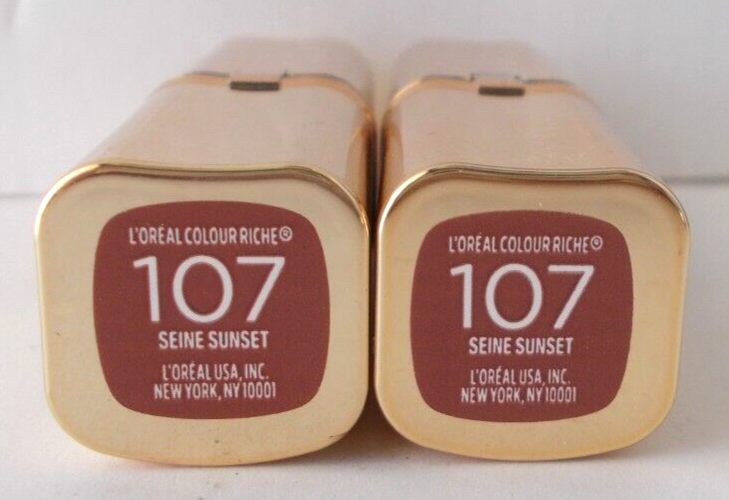 L'ORÉAL COLOUR RICHE®
107
SEINE SUNSET
L'ORÉAL USA, INC.
NEW YORK, NY 10001
L'ORÉAL COLOUR RICHE®
107
SEINE SUNSET
L'ORÉAL USA, INC.
NEW YORK, NY 10001